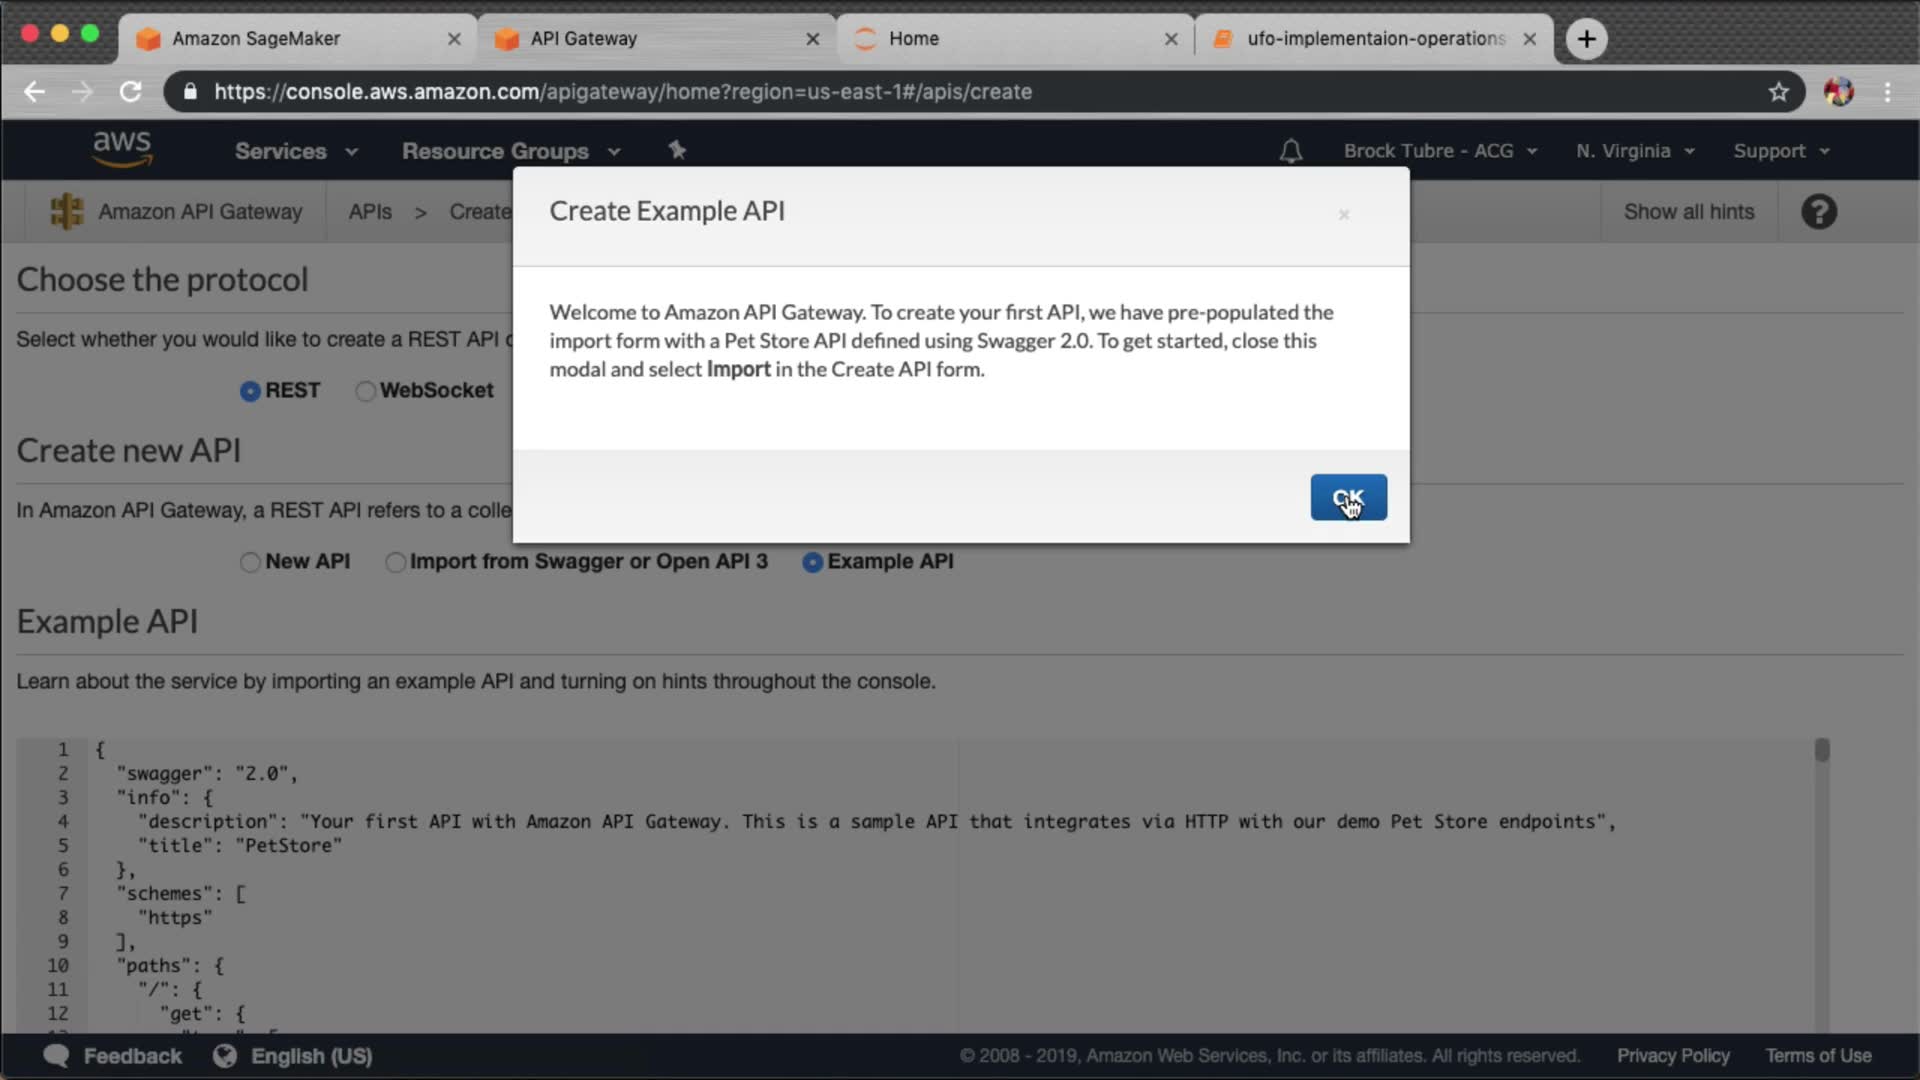 Amazon SageMaker
API Gateway
Home
ufo-implementaion-operations
https://console.aws.amazon.com/apigateway/home?region=us-east-1#/apis/create
aws
Services
Resource Groups
Brock Tubre - ACG
N. Virginia
Support
Amazon API Gateway
APIs > Create
Show all hints
Create Example API
Welcome to Amazon API Gateway. To create your first API, we have pre-populated the
import form with a Pet Store API defined using Swagger 2.0. To get started, close this
modal and select Import in the Create API form.
OK
Choose the protocol
Select whether you would like to create a REST API
REST
WebSocket
Create new API
In Amazon API Gateway, a REST API refers to a colle
New API
Import from Swagger or Open API 3
Example API
Example API
Learn about the service by importing an example API and turning on hints throughout the console.
1 {
2 "swagger": "2.0",
3 "info": {
4 "description": "Your first API with Amazon API Gateway. This is a sample API that integrates via HTTP with our demo Pet Store endpoints",
5 "title": "PetStore"
6 },
7 "schemes": [
8 "https"
9 ],
10 "paths": {
11 "/": {
12 "get": {
Feedback
English (US)
© 2008 - 2019, Amazon Web Services, Inc. or its affiliates. All rights reserved.
Privacy Policy
Terms of Use